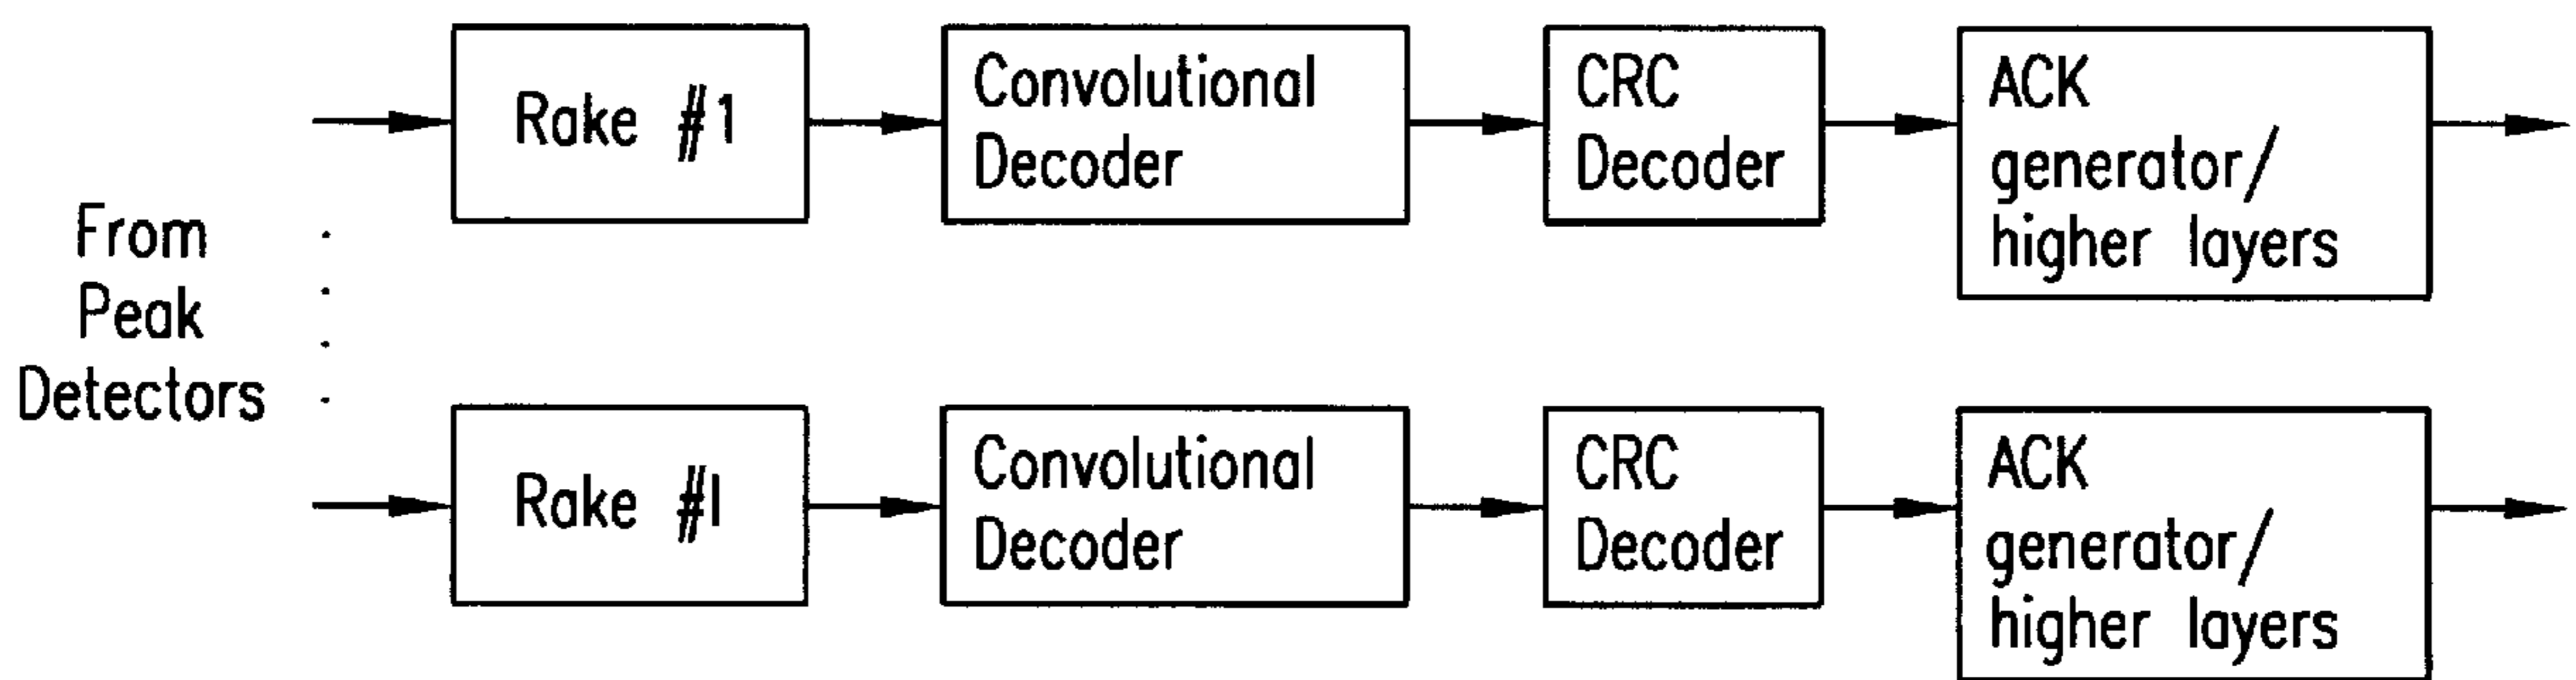 From
Peak
Detectors
Rake #1
Convolutional
Decoder
CRC
Decoder
ACK
generator/
higher layers
Rake #I
Convolutional
Decoder
CRC
Decoder
ACK
generator/
higher layers